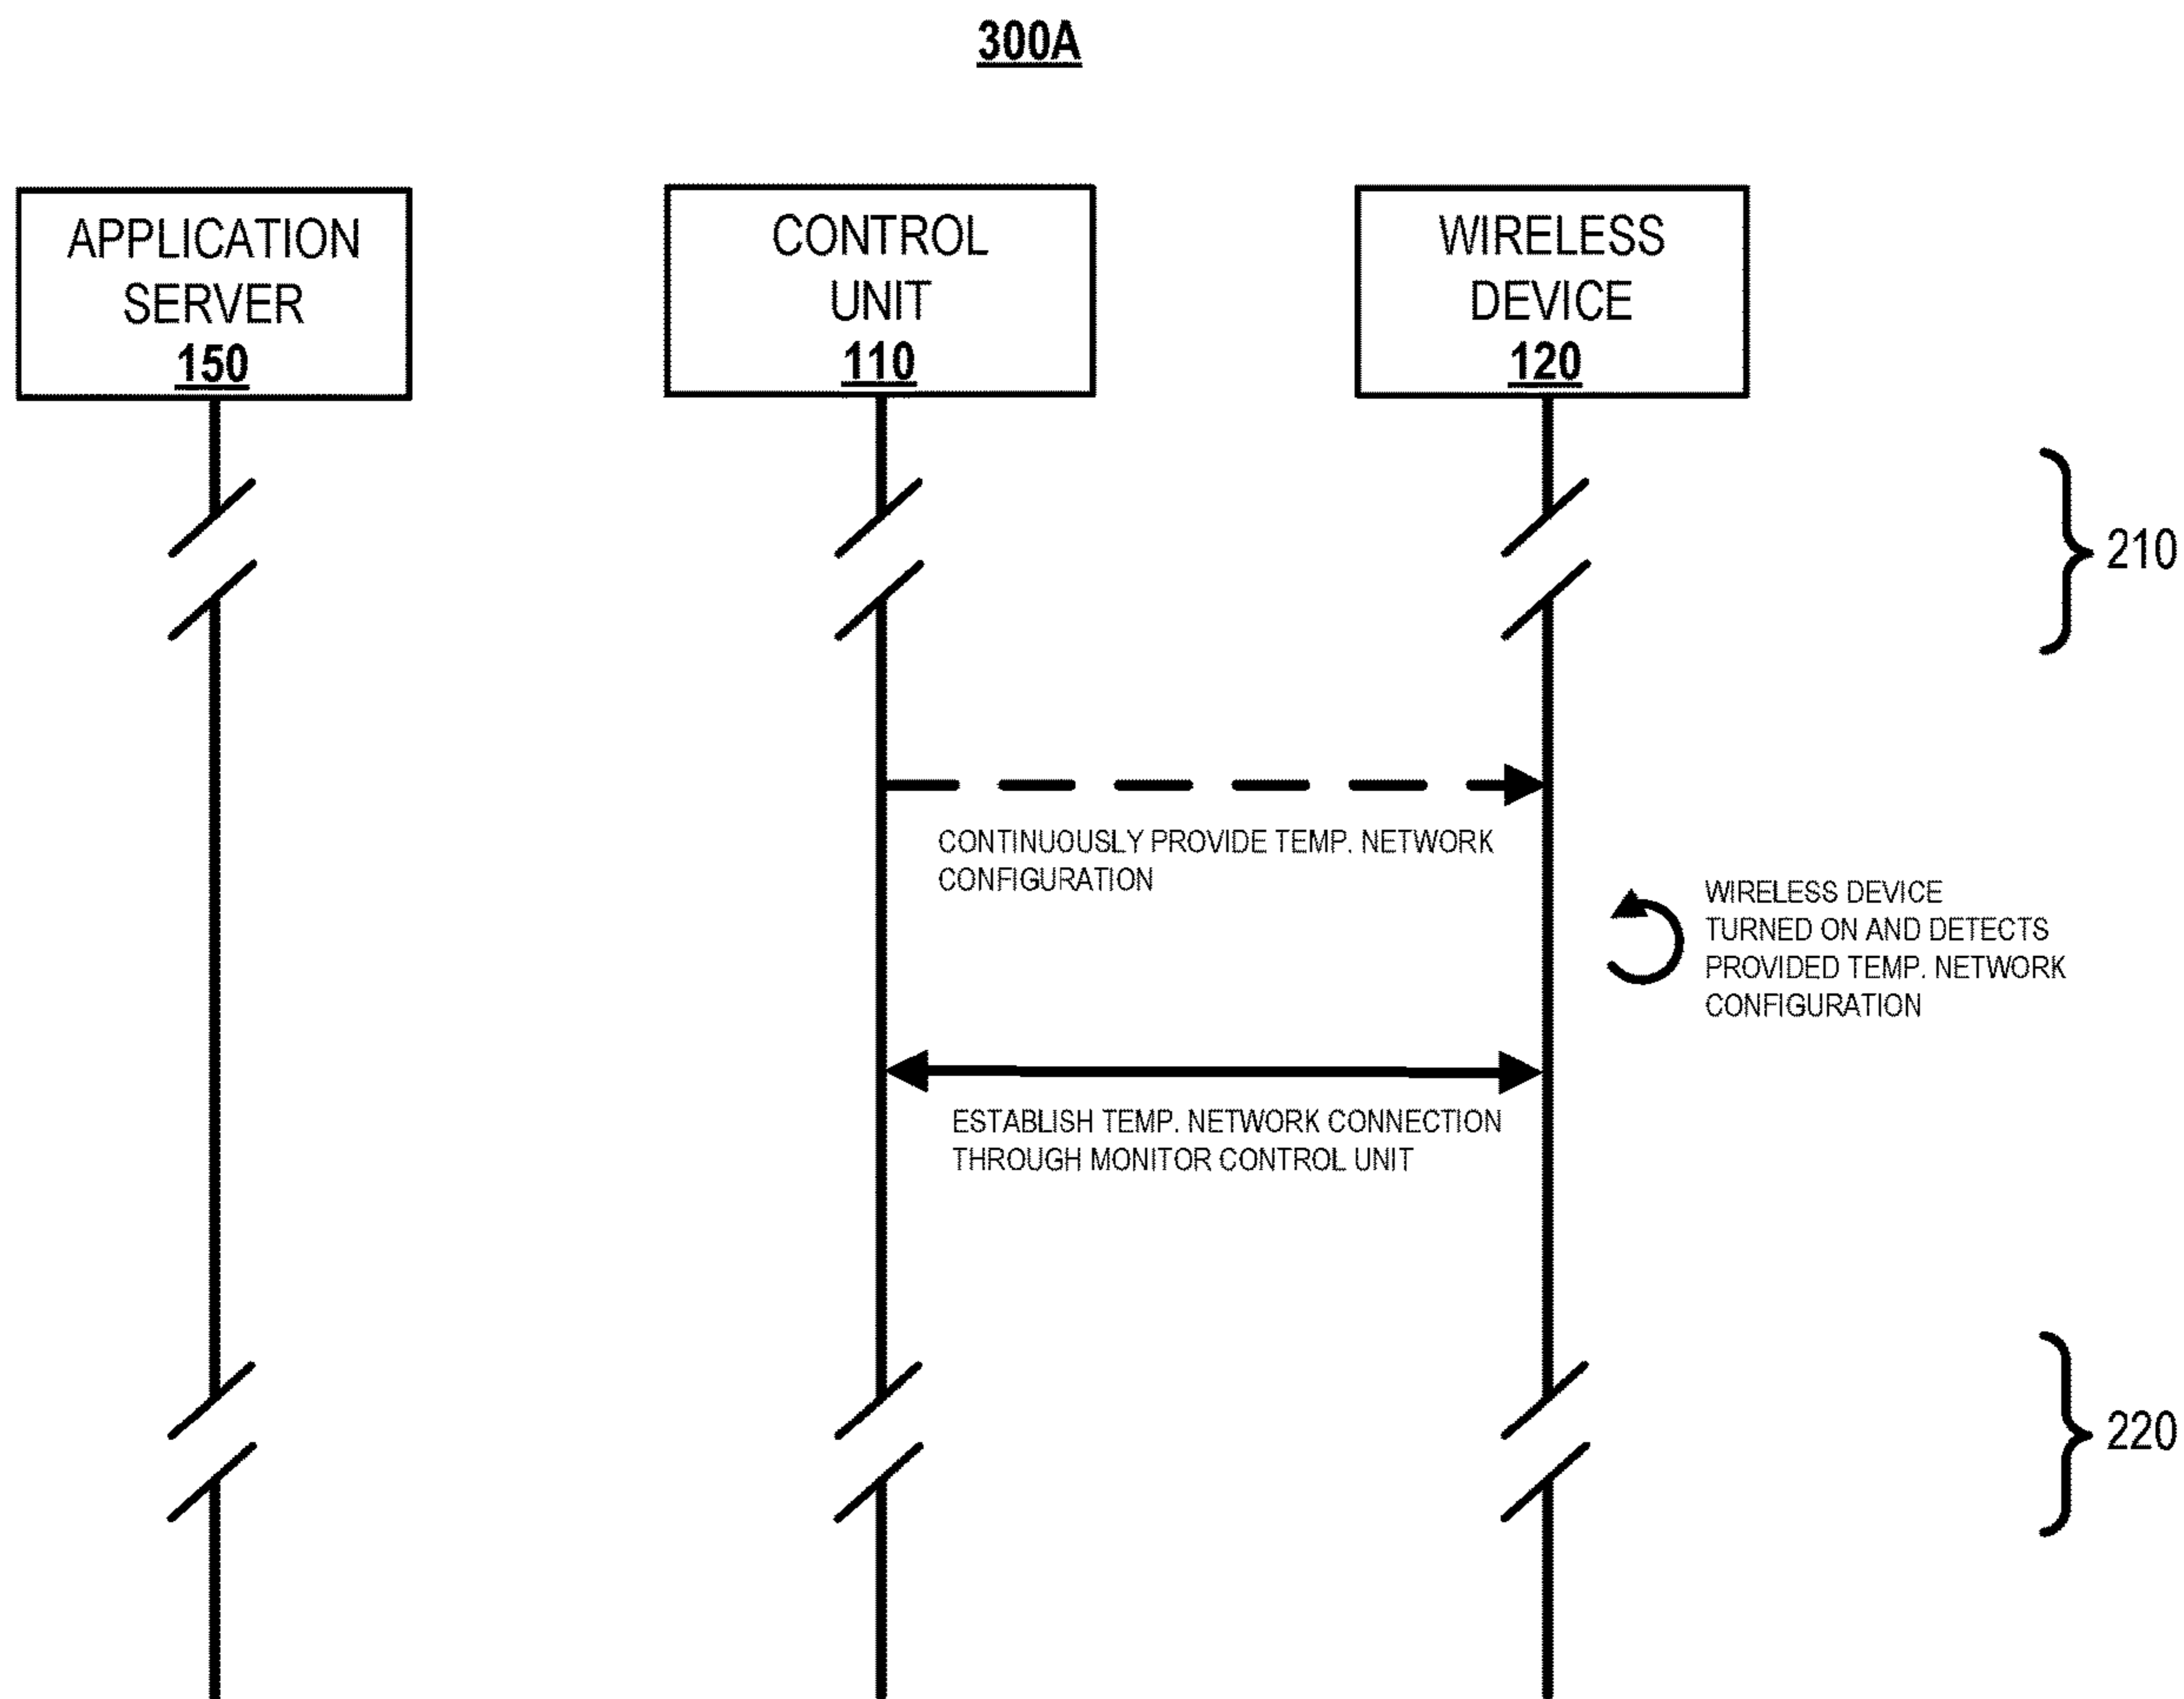 300A
APPLICATION
SERVER
150
CONTROL
UNIT
110
WIRELESS
DEVICE
120
210
CONTINUOUSLY PROVIDE TEMP. NETWORK
CONFIGURATION
WIRELESS DEVICE
TURNED ON AND DETECTS
PROVIDED TEMP. NETWORK
CONFIGURATION
ESTABLISH TEMP. NETWORK CONNECTION
THROUGH MONITOR CONTROL UNIT
220